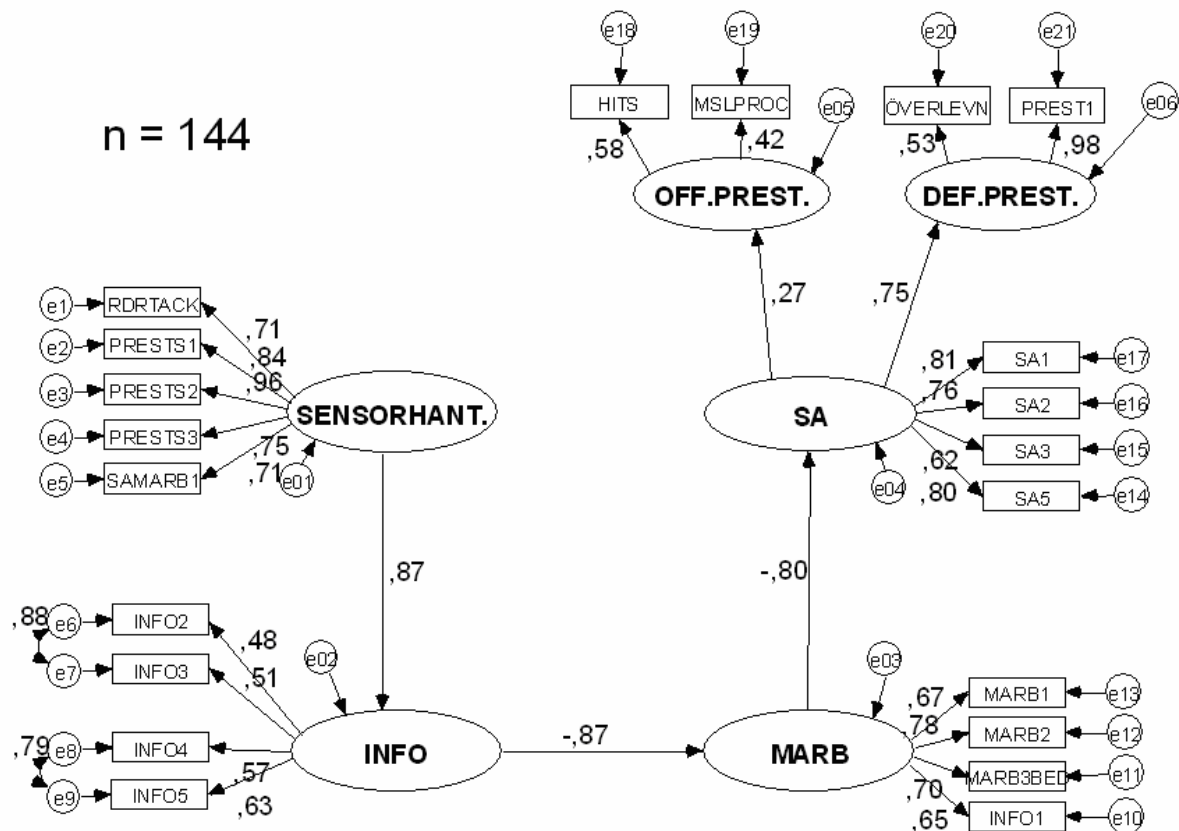 n = 144
e18
e19
e20
e21
HITS
MSLPROC
e05
ÖVERLEVN
PREST1
e06
,58
,42
,53
,98
OFF.PREST.
DEF.PREST.
,27
,75
e1
RDRTACK
e2
PRESTS1
e3
PRESTS2
e4
PRESTS3
e5
SAMARB1
,71
,84
,96
,75
,71
SENSORHANT.
e01
SA
e04
,81
,76
,62
,80
SA1
e17
SA2
e16
SA3
e15
SA5
e14
,87
-,80
,88
e6
INFO2
e7
INFO3
,79
e8
INFO4
e9
INFO5
,48
,51
,57
,63
e02
INFO
-,87
e03
MARB
,67
,78
,70
,65
MARB1
e13
MARB2
e12
MARB3BED
e11
INFO1
e10